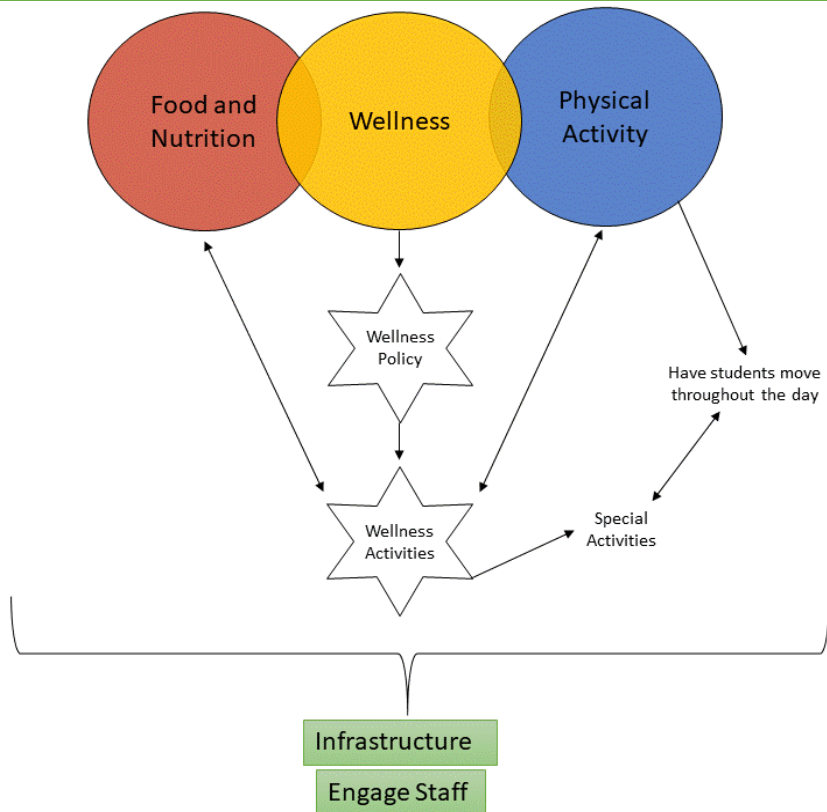 Food and
Nutrition
Wellness
Physical
Activity
Wellness
Policy
Have students move
throughout the day
Wellness
Activities
Special
Activities
Infrastructure
Engage Staff